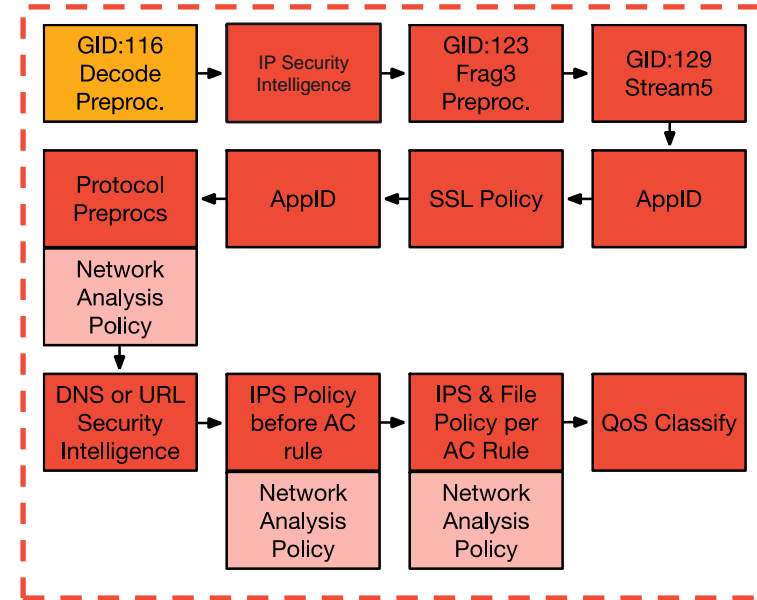 GID:116
Decode
Preproc.
IP Security
Intelligence
GID:123
Frag3
Preproc.
GID:129
Stream5
Protocol
Preprocs
AppID
SSL Policy
AppID
Network
Analysis
Policy
DNS or URL
Security
Intelligence
IPS Policy
before AC
rule
IPS & File
Policy per
AC Rule
QoS Classify
Network
Analysis
Policy
Network
Analysis
Policy